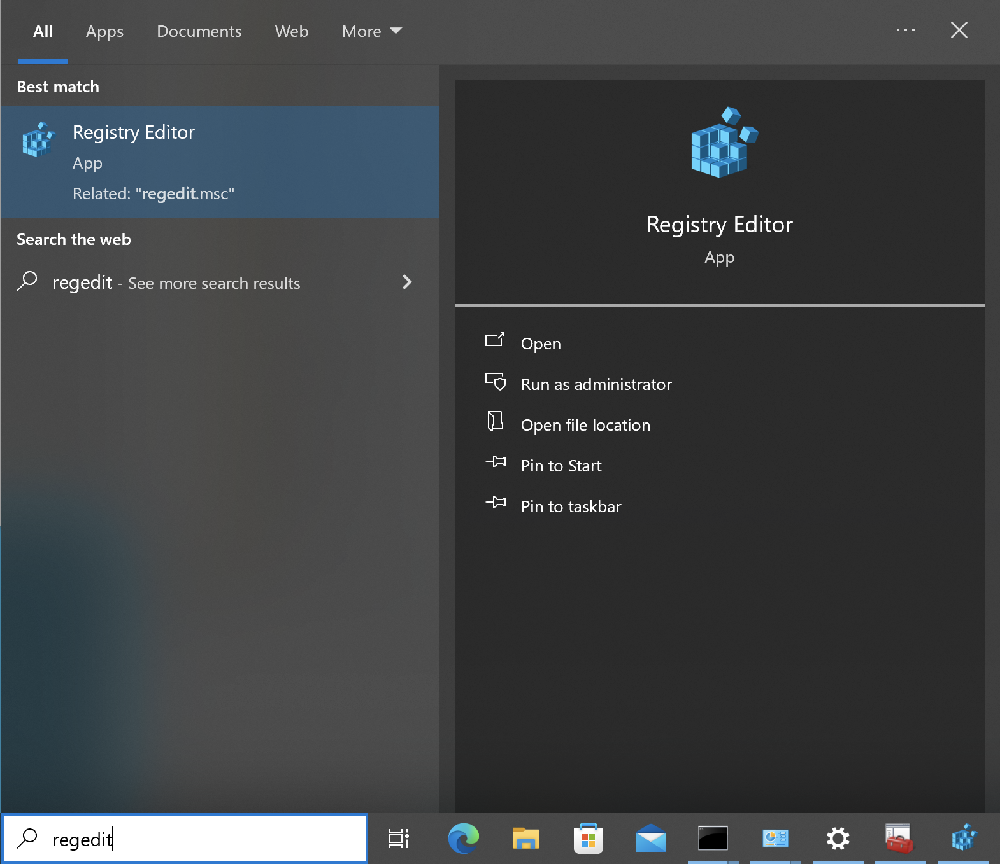 All Apps Documents Web More
Best match
Registry Editor
App
Related: "regedit.msc"
Search the web
regedit - See more search results
Registry Editor
App
Open
Run as administrator
Open file location
Pin to Start
Pin to taskbar
regedit